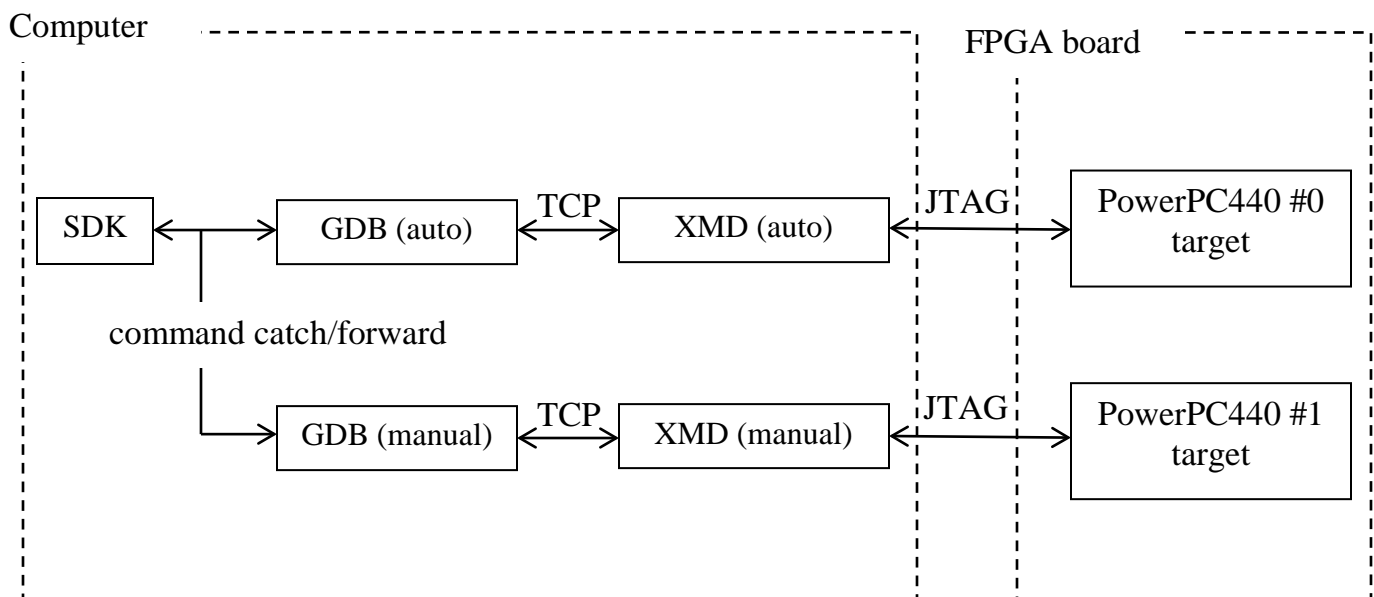 Computer
FPGA board
SDK
GDB (auto)
TCP
XMD (auto)
JTAG
PowerPC440 #0
target
command catch/forward
GDB (manual)
TCP
XMD (manual)
JTAG
PowerPC440 #1
target